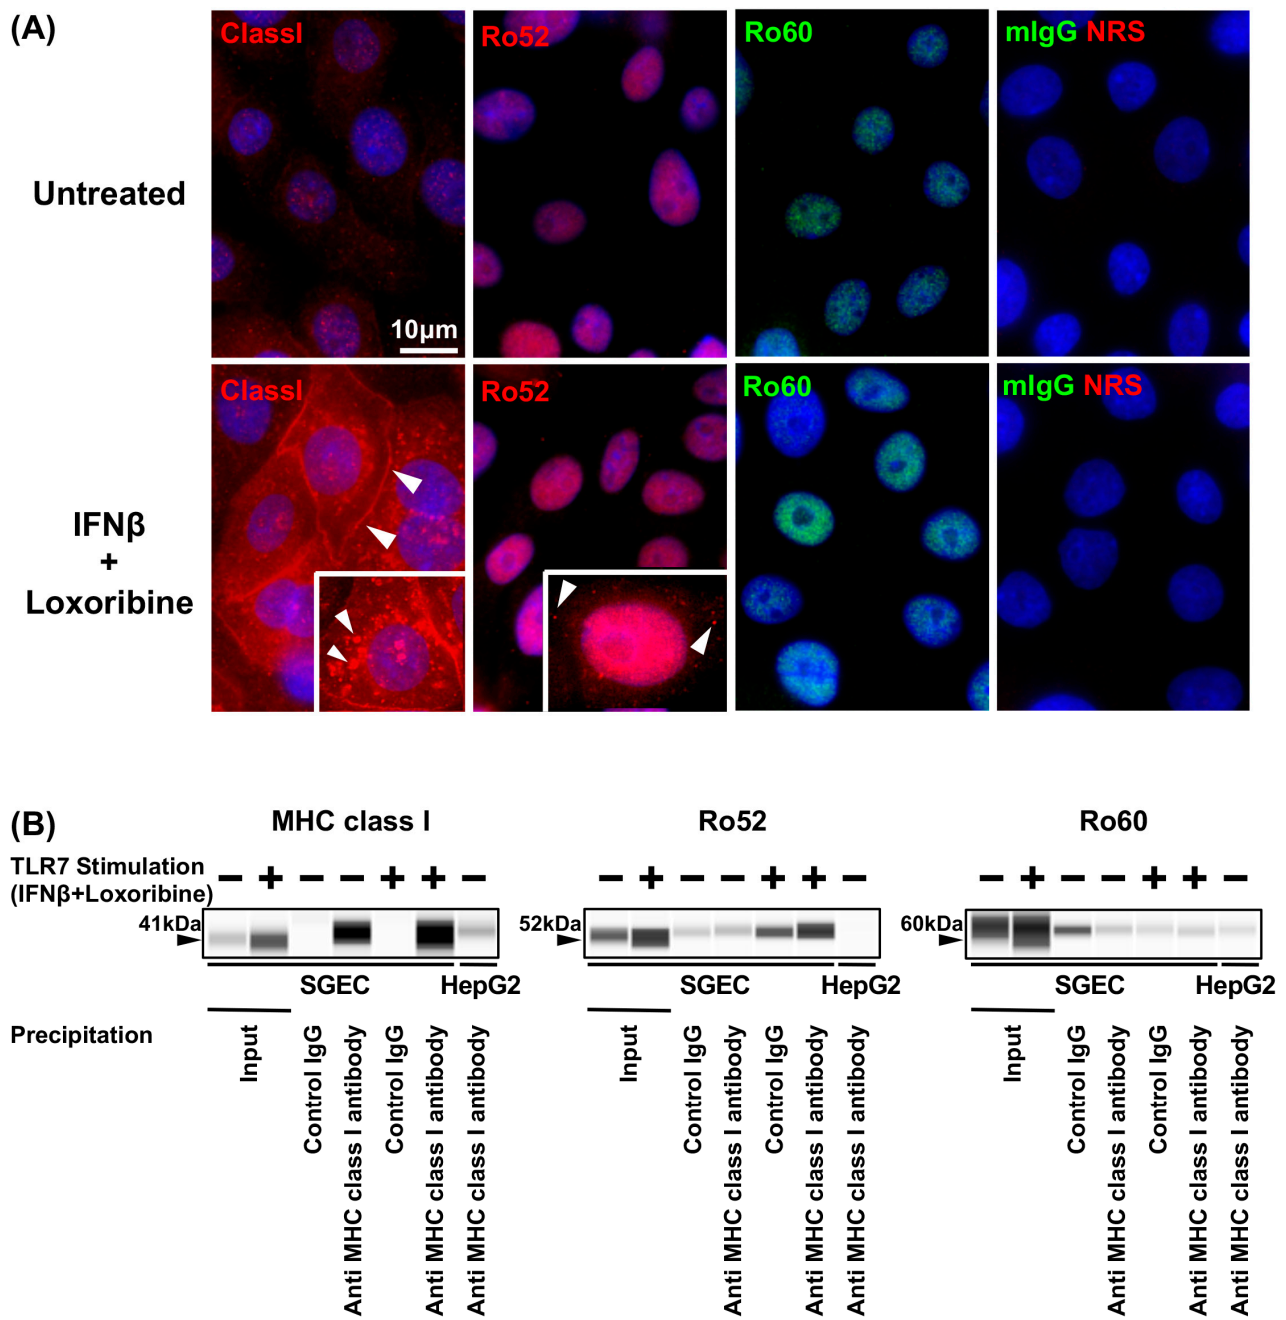 (A)
ClassI
Ro52
Ro60
mIgG NRS
Untreated
10μm
ClassI
Ro52
Ro60
mIgG NRS
IFNβ
+
Loxoribine
(B)
MHC class I
Ro52
Ro60
TLR7 Stimulation
(IFNβ+Loxoribine)
− + − − + + −
− + − − + + −
− + − − + + −
41kDa
52kDa
60kDa
SGEC
HepG2
SGEC
HepG2
SGEC
HepG2
Precipitation
Input
Control IgG
Anti MHC class I antibody
Control IgG
Anti MHC class I antibody
Anti MHC class I antibody
Input
Control IgG
Anti MHC class I antibody
Control IgG
Anti MHC class I antibody
Anti MHC class I antibody
Input
Control IgG
Anti MHC class I antibody
Control IgG
Anti MHC class I antibody
Anti MHC class I antibody